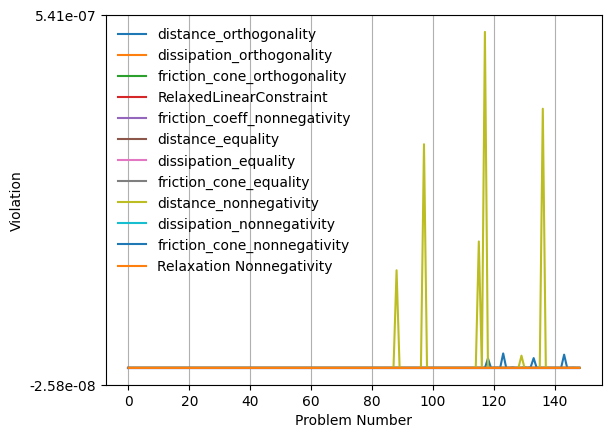 5.41e-07
distance_orthogonality
dissipation_orthogonality
friction_cone_orthogonality
RelaxedLinearConstraint
friction_coeff_nonnegativity
distance_equality
dissipation_equality
friction_cone_equality
distance_nonnegativity
dissipation_nonnegativity
friction_cone_nonnegativity
Relaxation Nonnegativity
Violation
-2.58e-08
0 20 40 60 80 100 120 140
Problem Number